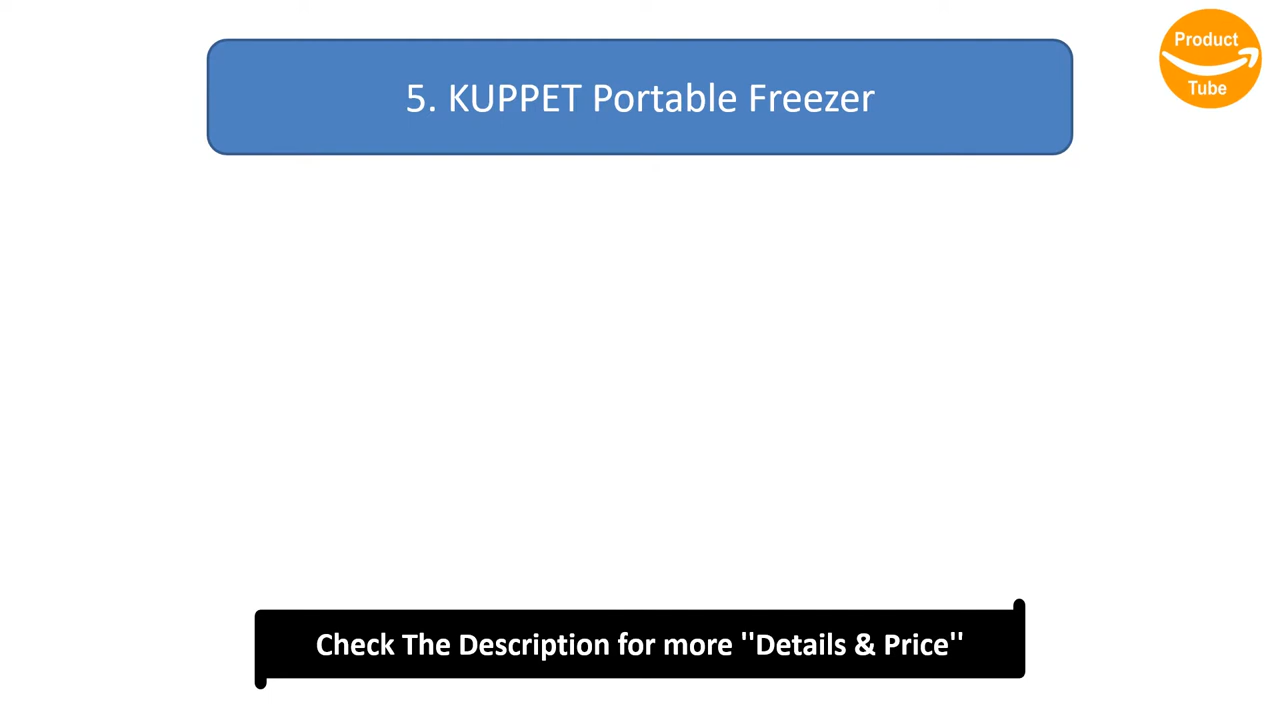 5. KUPPET Portable Freezer
Product
Tube
Check The Description for more ''Details & Price''